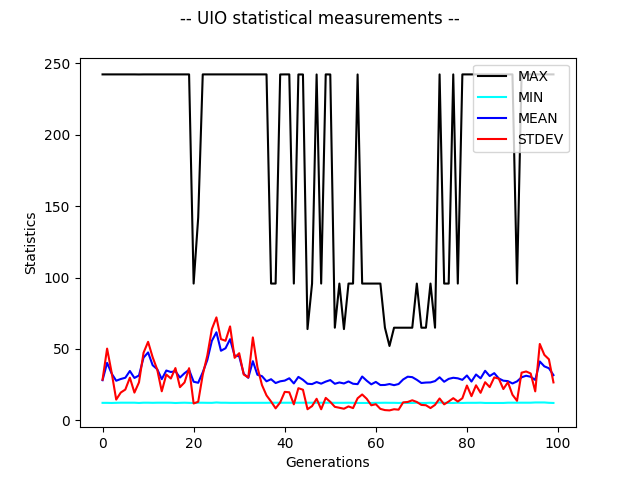 -- UIO statistical measurements --
250
200
150
100
50
0
Statistics
MAX
MIN
MEAN
STDEV
0 20 40 60 80 100
Generations